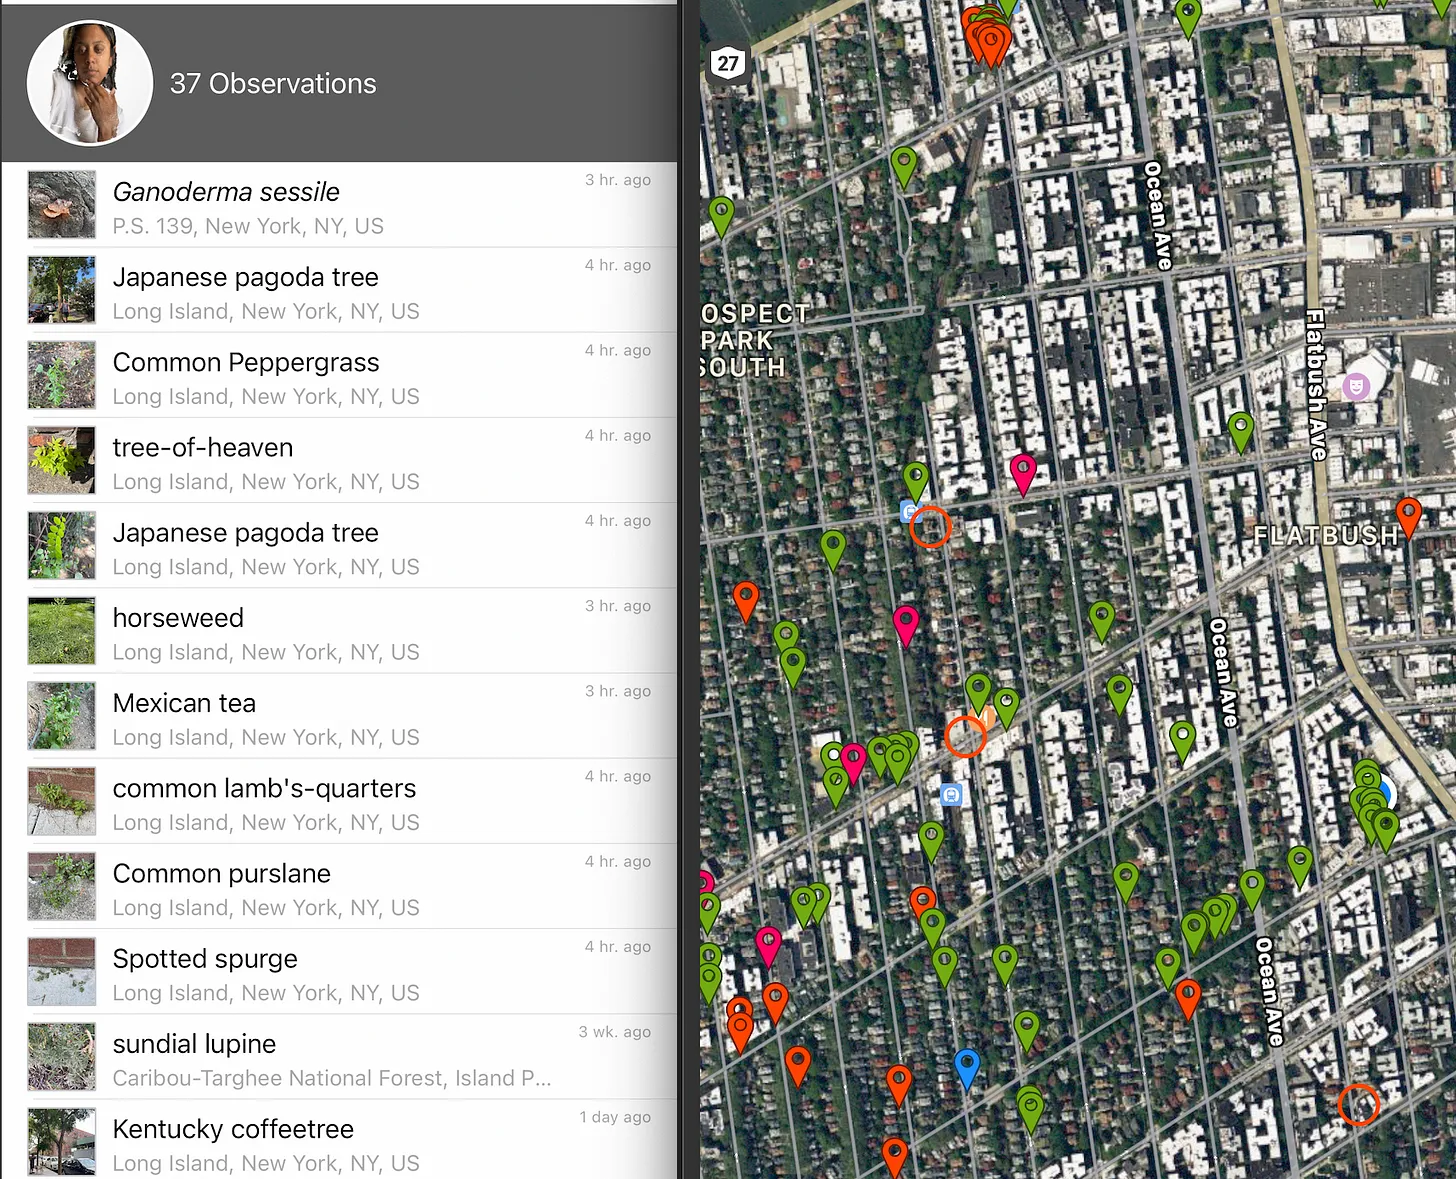 37 Observations
Ganoderma sessile
3 hr. ago
P.S. 139, New York, NY, US
Japanese pagoda tree
4 hr. ago
Long Island, New York, NY, US
Common Peppergrass
4 hr. ago
Long Island, New York, NY, US
tree-of-heaven
4 hr. ago
Long Island, New York, NY, US
Japanese pagoda tree
4 hr. ago
Long Island, New York, NY, US
horseweed
3 hr. ago
Long Island, New York, NY, US
Mexican tea
3 hr. ago
Long Island, New York, NY, US
common lamb's-quarters
4 hr. ago
Long Island, New York, NY, US
Common purslane
4 hr. ago
Long Island, New York, NY, US
Spotted spurge
4 hr. ago
Long Island, New York, NY, US
sundial lupine
3 wk. ago
Caribou-Targhee National Forest, Island P...
Kentucky coffeetree
1 day ago
Long Island, New York, NY, US
27
Ocean Ave
OSPECT
PARK
SOUTH
Flatbush Ave
FLATBUSH
Ocean Ave
Ocean Ave